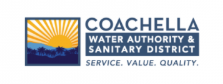 COACHELLA
WATER AUTHORITY &
SANITARY DISTRICT
SERVICE. VALUE. QUALITY.